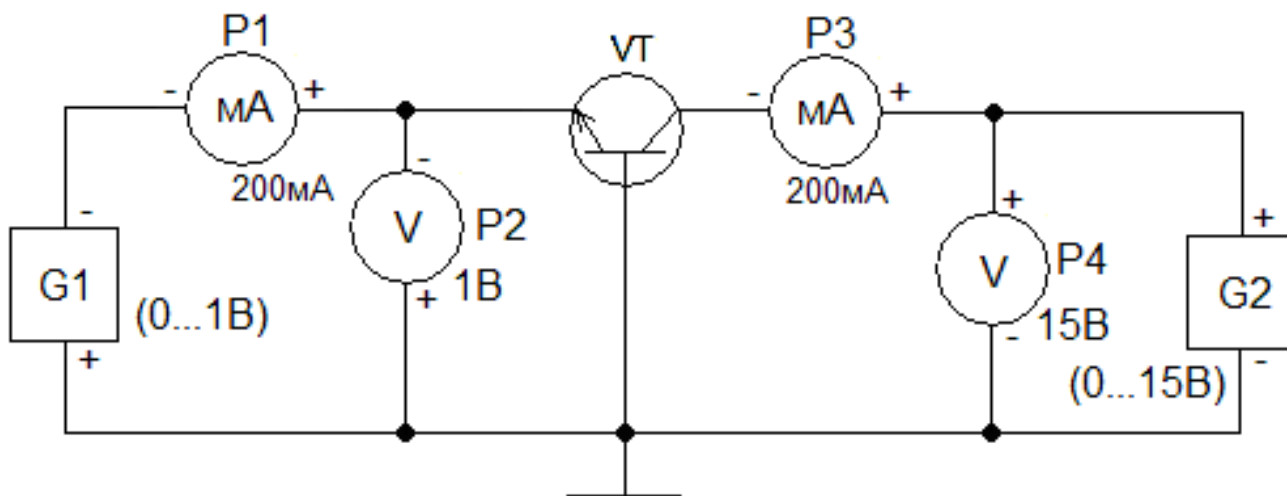 P1
VT
P3
- мА +
- мА +
200мА
200мА
-
-
+
+
V
P2
G1
1В
V
P4
G2
(0...1В)
+
+
15В
-
-
(0...15В)